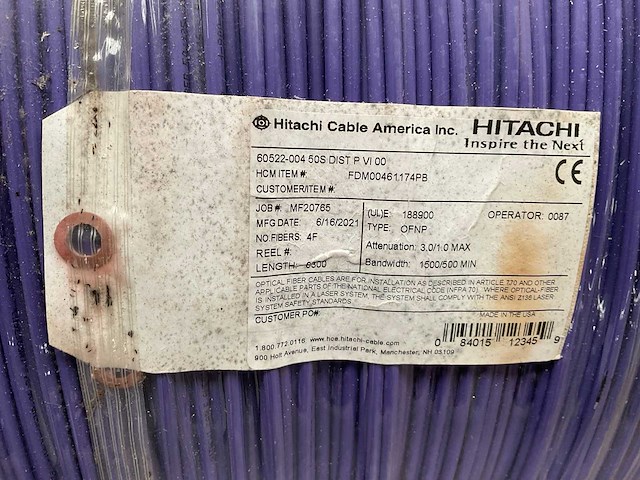 Hitachi Cable America Inc. HITACHI
Inspire the Next
60522-004 50S DIST P VI 00
HCM ITEM#: FDM00461174PB
CUSTOMER/ITEM#:
CE
JOB#: MF20765
MFG DATE: 6/16/2021
NO.FIBERS: 4F
REEL #:
LENGTH: 6300
(UL)E: 188900 OPERATOR: 0087
TYPE: OFNP
Attenuation: 3.0/1.0 MAX
Bandwidth: 1500/500 MIN
OPTICAL FIBER CABLES ARE FOR INSTALLATION AS DESCRIBED IN ARTICLE 770 AND OTHER
APPLICABLE PARTS OF THE NATIONAL ELECTRICAL CODE (NFPA 70). WHERE OPTICAL-FIBER
IS INSTALLED IN A LASER SYSTEM, THE SYSTEM SHALL COMPLY WITH THE ANSI Z136 LASER
SYSTEM SAFETY STANDARDS.
CUSTOMER PO#:
MADE IN THE USA
1.800.772.0116 www.hca.hitachi-cable.com
900 Holt Avenue, East Industrial Park, Manchester, NH 03109
0 84015 12345 9